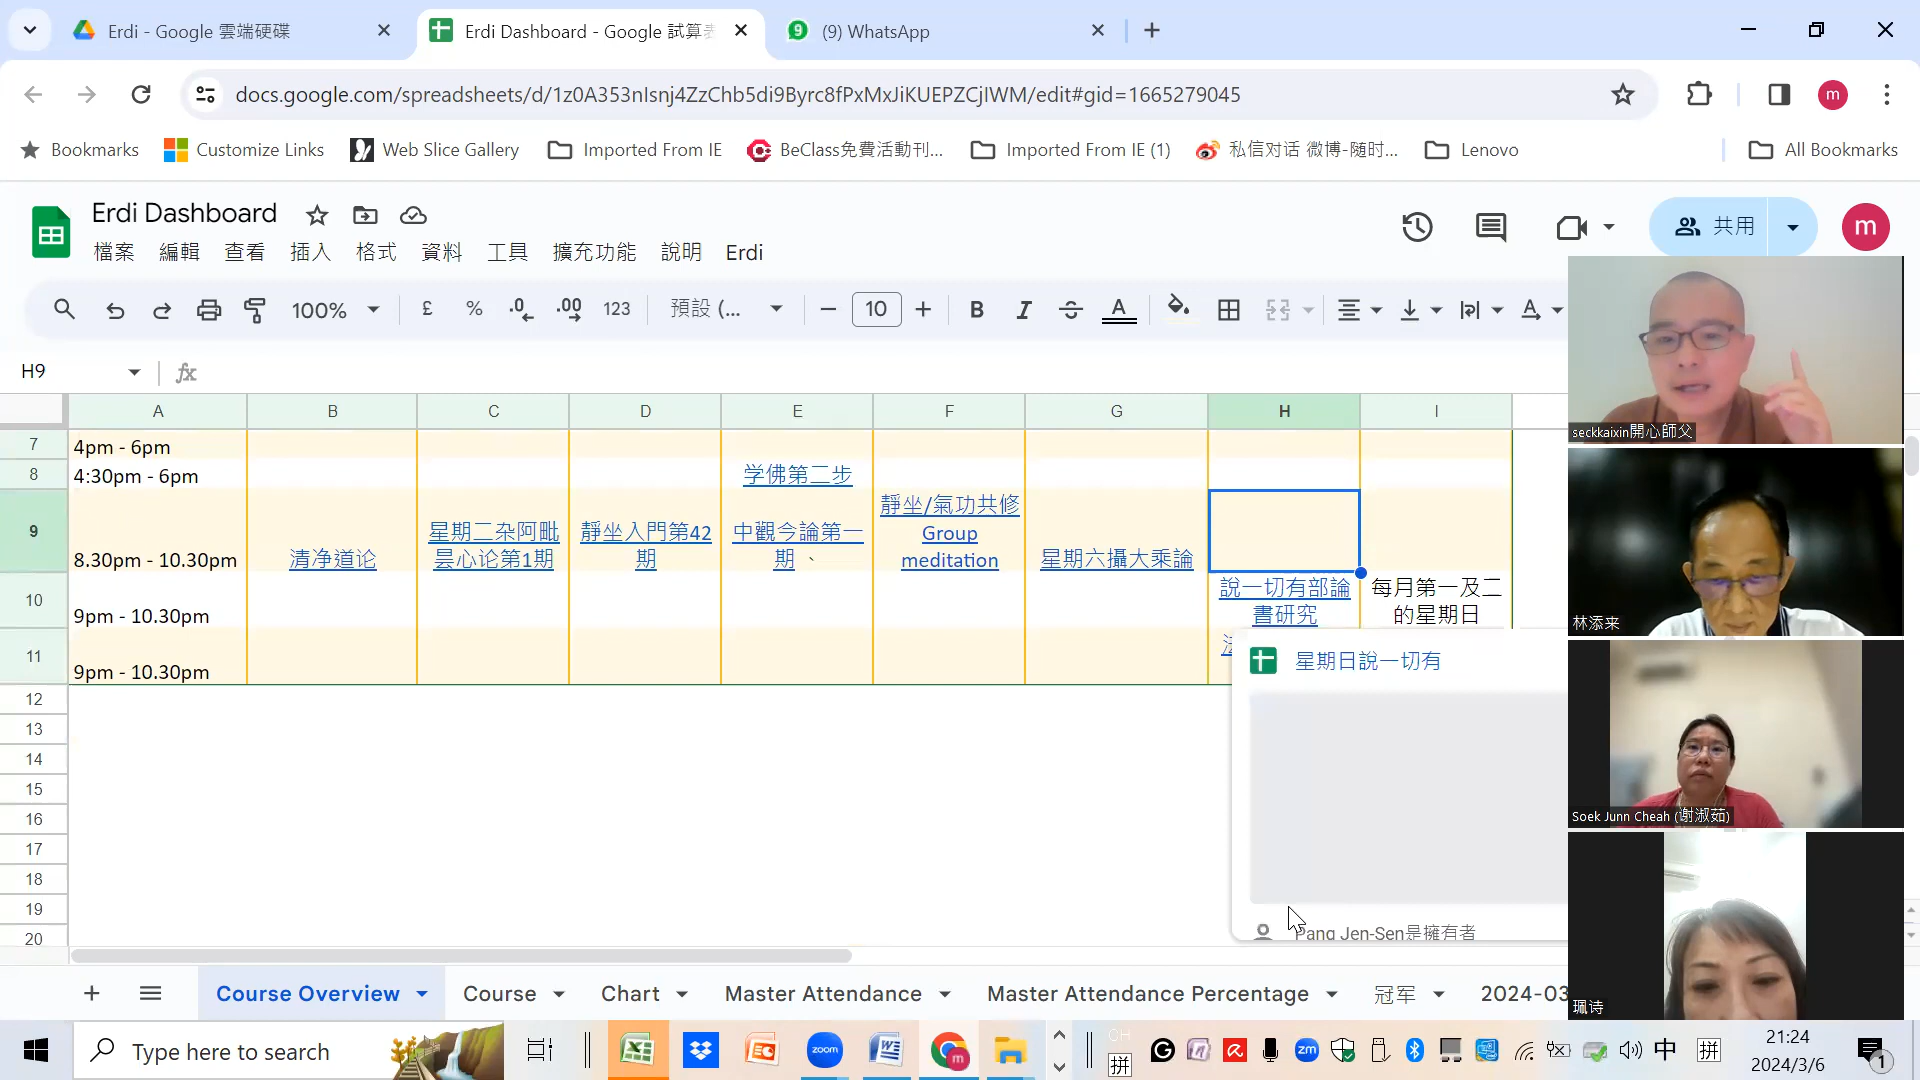 Erdi - Google 雲端硬碟
Erdi Dashboard - Google 試算表
(9) WhatsApp
docs.google.com/spreadsheets/d/1z0A353nIsnj4ZzChb5di9Byrc8fPxMxJiKUEPZCjIWM/edit#gid=1665279045
m
Bookmarks
Customize Links
Web Slice Gallery
Imported From IE
BeClass免費活動刊...
Imported From IE (1)
私信对话 微博-随时...
Lenovo
All Bookmarks
Erdi Dashboard
檔案 編輯 查看 插入 格式 資料 工具 擴充功能 說明 Erdi
共用
m
100% £ % .0 .00 123 預設 (... 10 B I A
H9 fx
A B C D E F G H I
7 4pm - 6pm
8 4:30pm - 6pm 学佛第二步
9 8.30pm - 10.30pm 清净道论 星期二杂阿毗昙心论第1期 靜坐入門第42期 中觀今論第一期 、 靜坐/氣功共修 Group meditation 星期六攝大乘論
10 9pm - 10.30pm 說一切有部論書研究 每月第一及二的星期日
11 9pm - 10.30pm
12
13
14
15
16
17
18
19
20
星期日說一切有
Pang Jen-Sen是擁有者
seckkaixin開心師父
林添来
Soek Junn Cheah (谢淑茹)
珮诗
Course Overview Course Chart Master Attendance Master Attendance Percentage 冠军 2024-03
Type here to search
zoom
zm
中
拼
21:24
2024/3/6
1